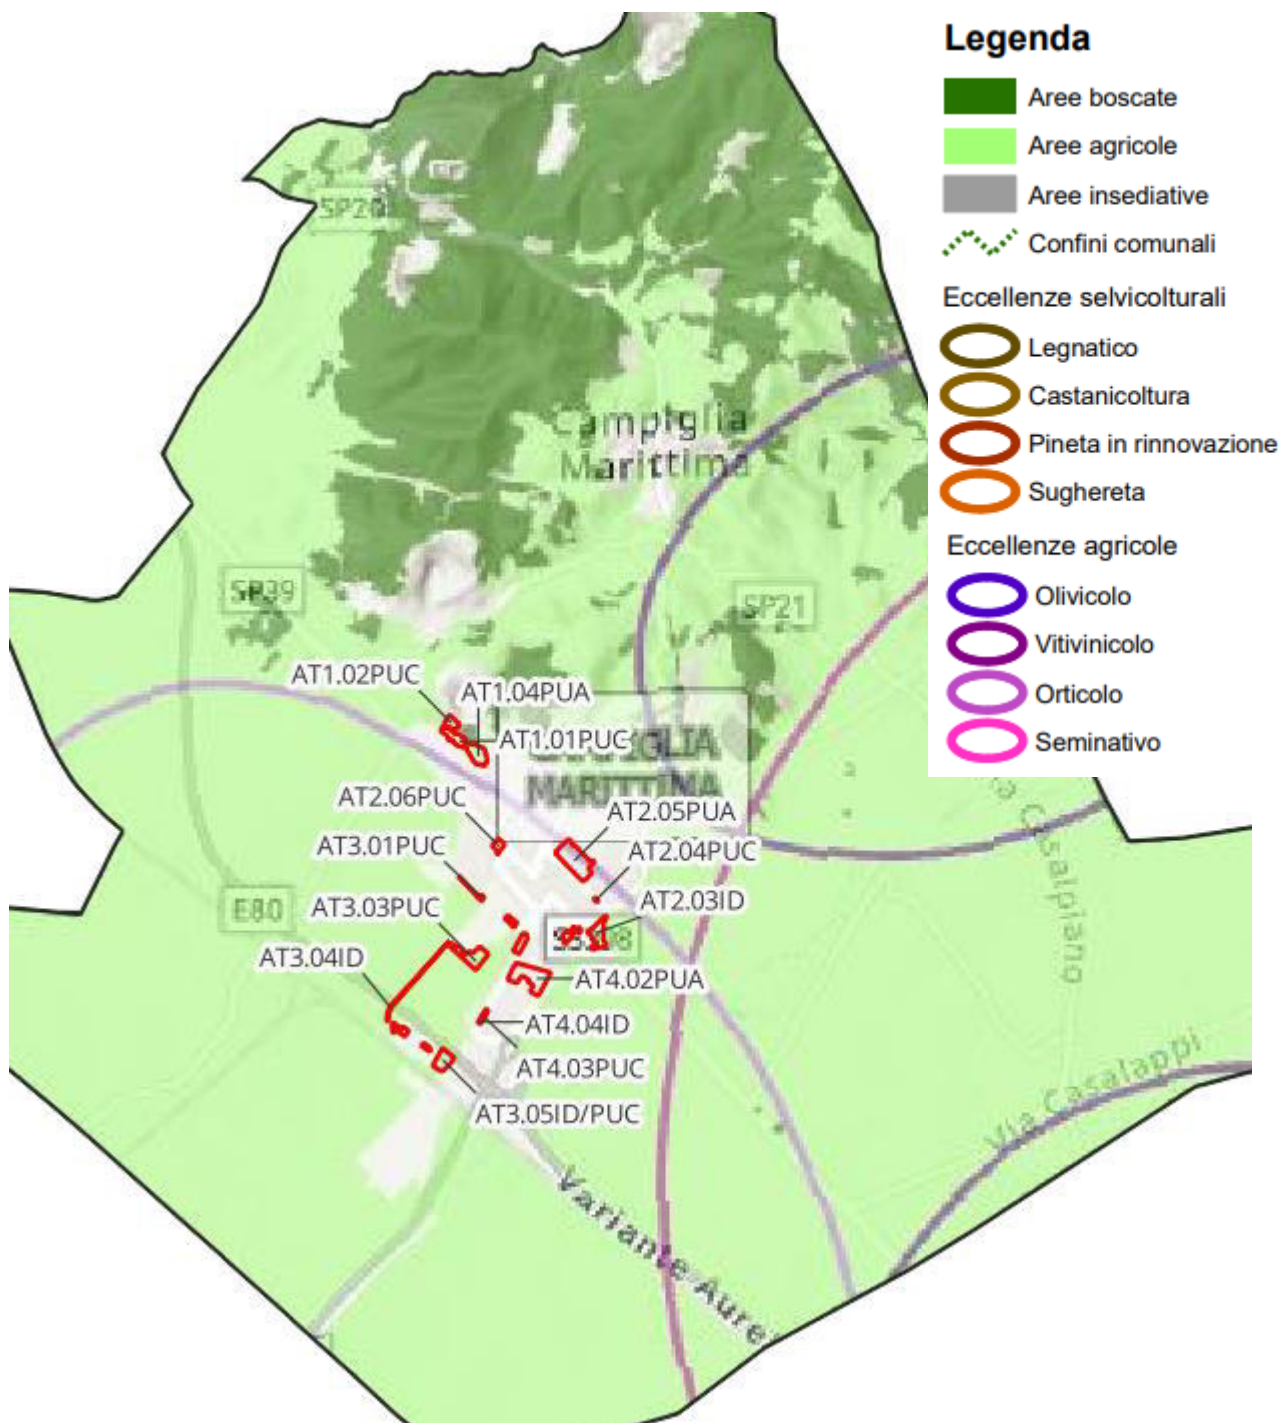 Legenda
Aree boscate
Aree agricole
Aree insediative
Confini comunali
Eccellenze selvicolturali
Legnatico
Castanicoltura
Pineta in rinnovazione
Sughereta
Eccellenze agricole
Olivicolo
Vitivinicolo
Orticolo
Seminativo
SP20
Campiglia
Marittima
SP39
SP21
AT1.02PUC
AT1.04PUA
AT1.01PUC
MARITTIMA
AT2.06PUC
AT2.05PUA
AT3.01PUC
AT2.04PUC
AT3.03PUC
AT2.03ID
E80
AT3.04ID
AT4.02PUA
AT4.04ID
AT4.03PUC
AT3.05ID/PUC
Casalpiano
Via Casalappi
Variante Aure